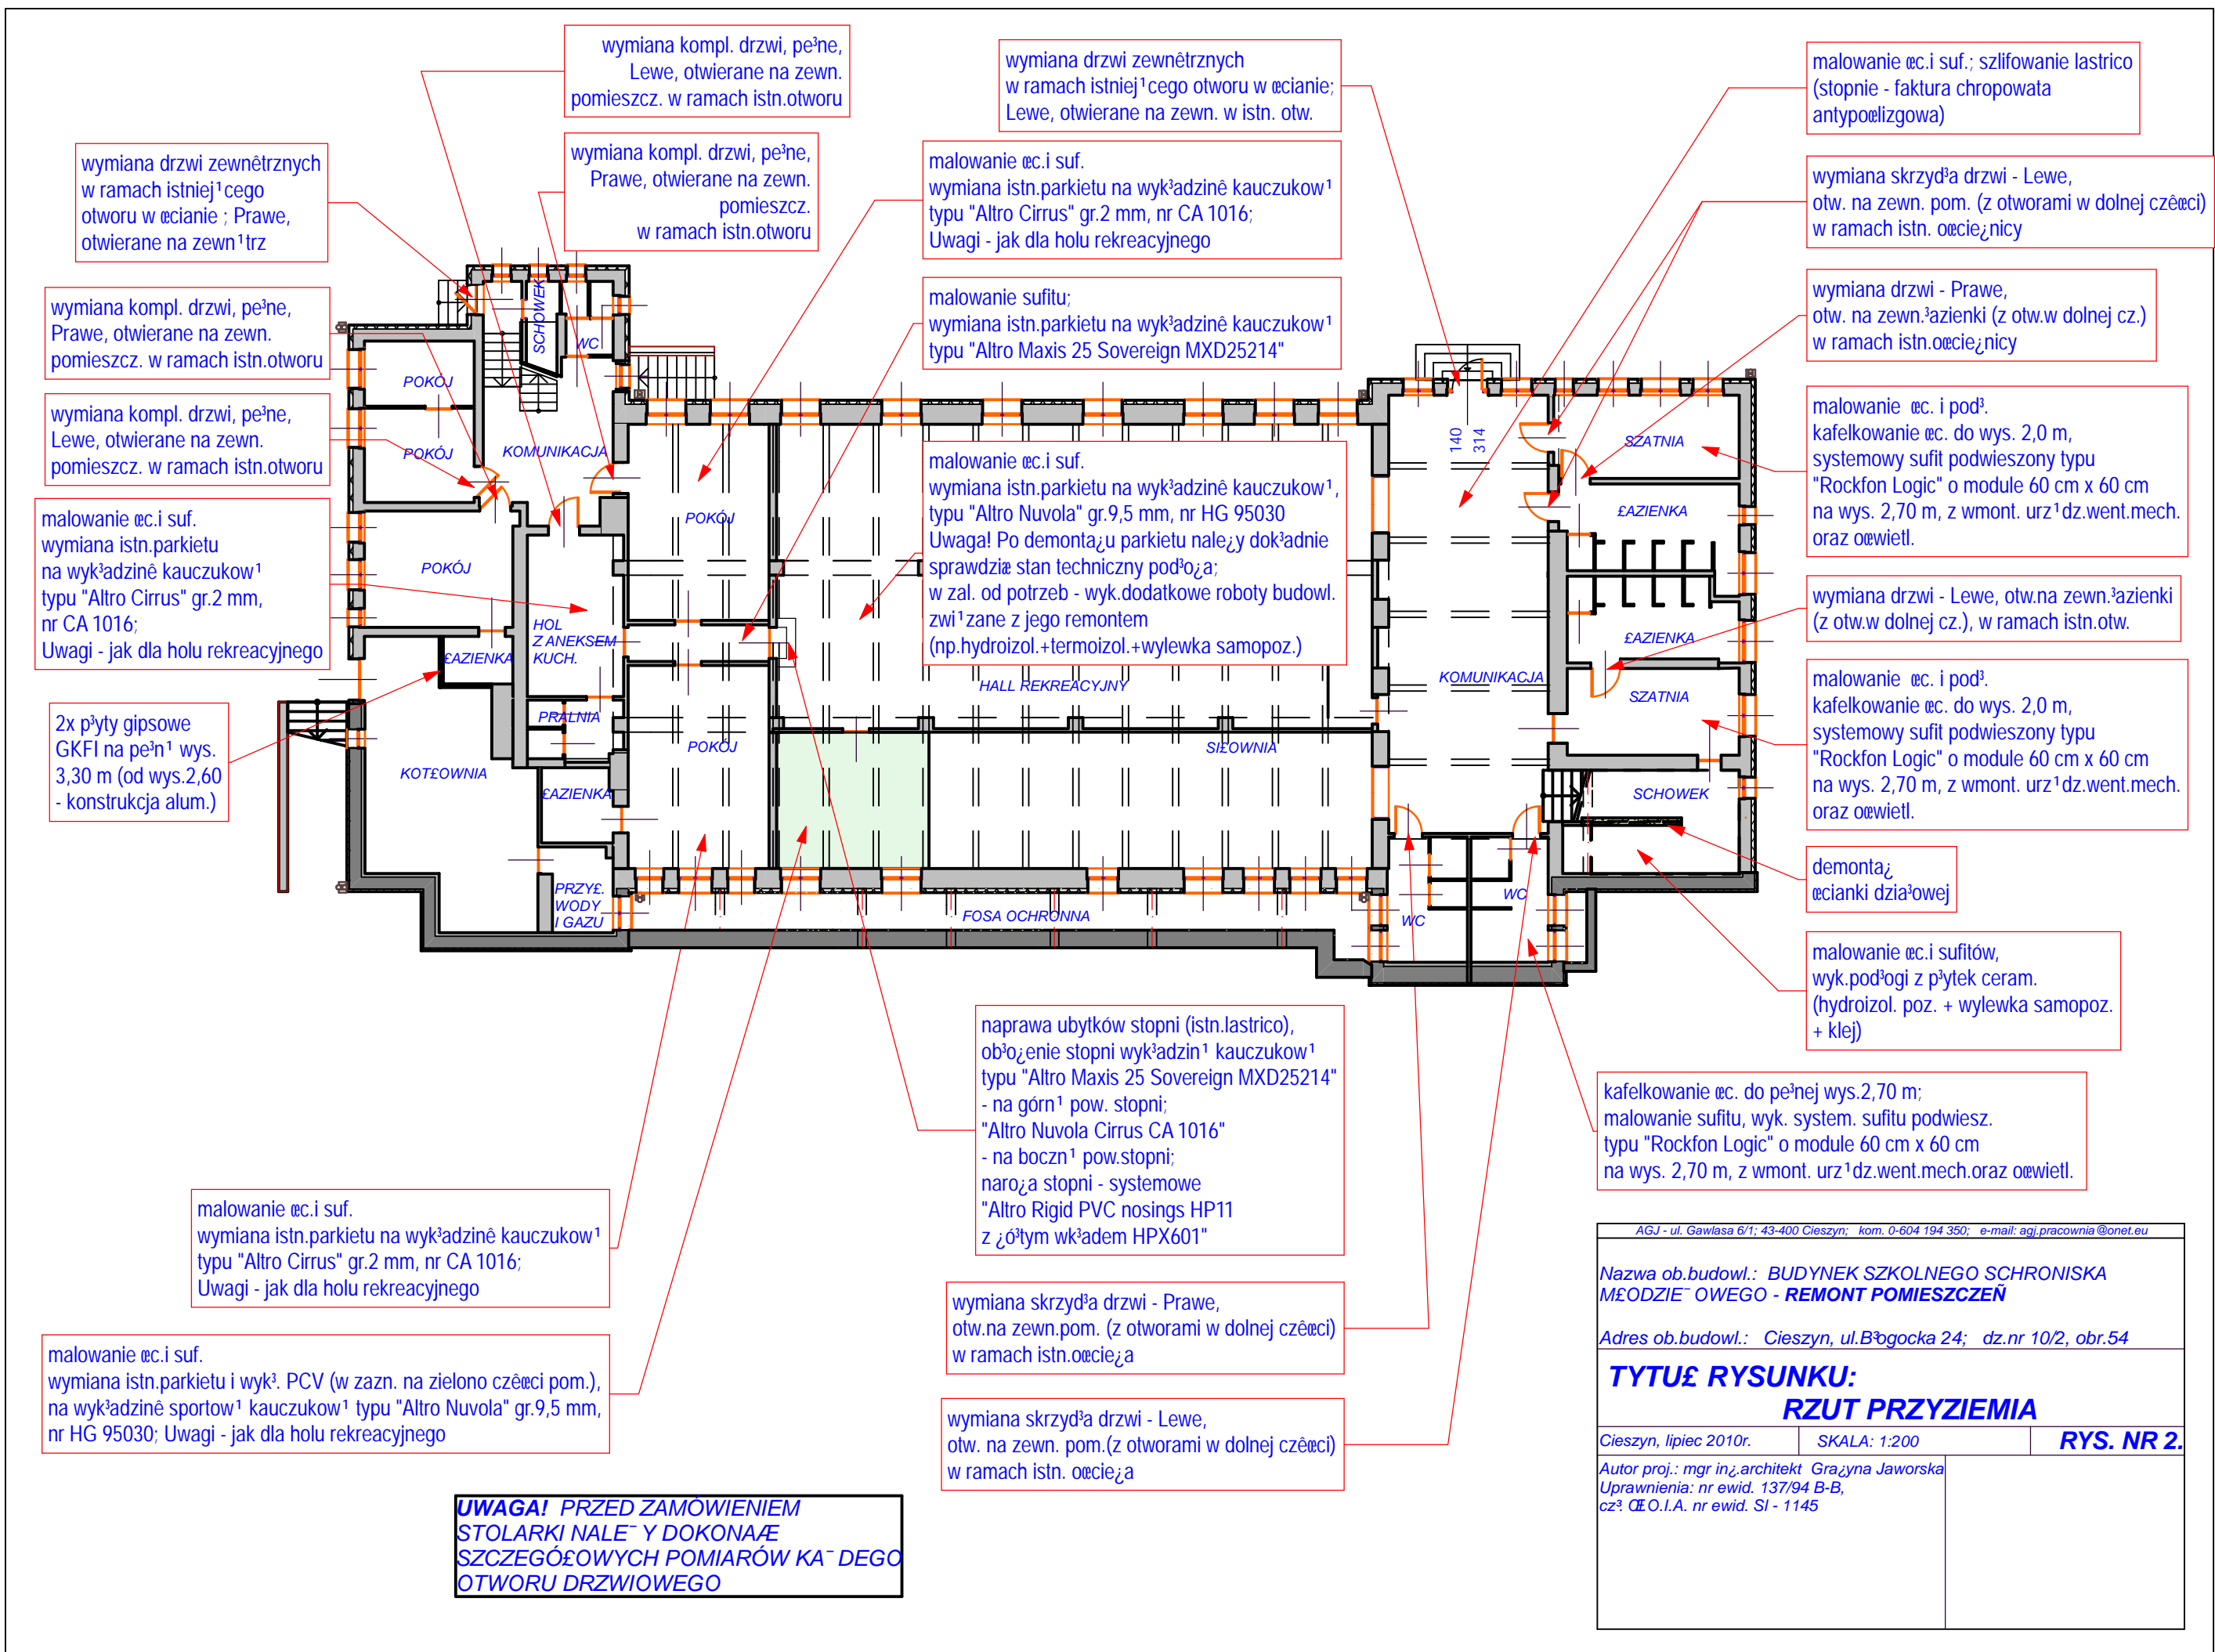 wymiana kompl. drzwi, pe³ne,
Lewe, otwierane na zewn.
pomieszcz. w ramach istn.otworu
wymiana drzwi zewnêtrznych
w ramach istniej¹cego otworu w œcianie;
Lewe, otwierane na zewn. w istn. otw.
malowanie œc.i suf.; szlifowanie lastrico
(stopnie - faktura chropowata
antypoœlizgowa)
wymiana drzwi zewnêtrznych
w ramach istniej¹cego
otworu w œcianie ; Prawe,
otwierane na zewn¹trz
wymiana kompl. drzwi, pe³ne,
Prawe, otwierane na zewn.
pomieszcz.
w ramach istn.otworu
malowanie œc.i suf.
wymiana istn.parkietu na wyk³adzinê kauczukow¹
typu "Altro Cirrus" gr.2 mm, nr CA 1016;
Uwagi - jak dla holu rekreacyjnego
wymiana skrzyd³a drzwi - Lewe,
otw. na zewn. pom. (z otworami w dolnej czêœci)
w ramach istn. oœcie¿nicy
wymiana kompl. drzwi, pe³ne,
Prawe, otwierane na zewn.
pomieszcz. w ramach istn.otworu
malowanie sufitu;
wymiana istn.parkietu na wyk³adzinê kauczukow¹
typu "Altro Maxis 25 Sovereign MXD25214"
wymiana drzwi - Prawe,
otw. na zewn.³azienki (z otw.w dolnej cz.)
w ramach istn.oœcie¿nicy
wymiana kompl. drzwi, pe³ne,
Lewe, otwierane na zewn.
pomieszcz. w ramach istn.otworu
malowanie œc.i suf.
wymiana istn.parkietu na wyk³adzinê kauczukow¹,
typu "Altro Nuvola" gr.9,5 mm, nr HG 95030
Uwaga! Po demonta¿u parkietu nale¿y dok³adnie
sprawdziæ stan techniczny pod³o¿a;
w zal. od potrzeb - wyk.dodatkowe roboty budowl.
zwi¹zane z jego remontem
(np.hydroizol.+termoizol.+wylewka samopoz.)
malowanie œc. i pod³.
kafelkowanie œc. do wys. 2,0 m,
systemowy sufit podwieszony typu
"Rockfon Logic" o module 60 cm x 60 cm
na wys. 2,70 m, z wmont. urz¹dz.went.mech.
oraz oœwietl.
malowanie œc.i suf.
wymiana istn.parkietu
na wyk³adzinê kauczukow¹
typu "Altro Cirrus" gr.2 mm,
nr CA 1016;
Uwagi - jak dla holu rekreacyjnego
wymiana drzwi - Lewe, otw.na zewn.³azienki
(z otw.w dolnej cz.), w ramach istn.otw.
2x p³yty gipsowe
GKFI na pe³n¹ wys.
3,30 m (od wys.2,60
- konstrukcja alum.)
malowanie œc. i pod³.
kafelkowanie œc. do wys. 2,0 m,
systemowy sufit podwieszony typu
"Rockfon Logic" o module 60 cm x 60 cm
na wys. 2,70 m, z wmont. urz¹dz.went.mech.
oraz oœwietl.
SCHOWEK
WC
POKÓJ
POKÓJ
KOMUNIKACJA
POKÓJ
POKÓJ
HOL
Z ANEKSEM
KUCH.
£AZIENKA
PRALNIA
POKÓJ
KOT£OWNIA
£AZIENKA
PRZY£.
WODY
I GAZU
HALL REKREACYJNY
SI£OWNIA
FOSA OCHRONNA
140
314
KOMUNIKACJA
SZATNIA
£AZIENKA
£AZIENKA
SZATNIA
SCHOWEK
WC
WC
demonta¿
œcianki dzia³owej
malowanie œc.i sufitów,
wyk.pod³ogi z p³ytek ceram.
(hydroizol. poz. + wylewka samopoz.
+ klej)
naprawa ubytków stopni (istn.lastrico),
ob³o¿enie stopni wyk³adzin¹ kauczukow¹
typu "Altro Maxis 25 Sovereign MXD25214"
- na górn¹ pow. stopni;
"Altro Nuvola Cirrus CA 1016"
- na boczn¹ pow.stopni;
naro¿a stopni - systemowe
"Altro Rigid PVC nosings HP11
z ¿ó³tym wk³adem HPX601"
kafelkowanie œc. do pe³nej wys.2,70 m;
malowanie sufitu, wyk. system. sufitu podwiesz.
typu "Rockfon Logic" o module 60 cm x 60 cm
na wys. 2,70 m, z wmont. urz¹dz.went.mech.oraz oœwietl.
malowanie œc.i suf.
wymiana istn.parkietu na wyk³adzinê kauczukow¹
typu "Altro Cirrus" gr.2 mm, nr CA 1016;
Uwagi - jak dla holu rekreacyjnego
wymiana skrzyd³a drzwi - Prawe,
otw.na zewn.pom. (z otworami w dolnej czêœci)
w ramach istn.oœcie¿a
malowanie œc.i suf.
wymiana istn.parkietu i wyk³. PCV (w zazn. na zielono czêœci pom.),
na wyk³adzinê sportow¹ kauczukow¹ typu "Altro Nuvola" gr.9,5 mm,
nr HG 95030; Uwagi - jak dla holu rekreacyjnego
wymiana skrzyd³a drzwi - Lewe,
otw. na zewn. pom.(z otworami w dolnej czêœci)
w ramach istn. oœcie¿a
UWAGA! PRZED ZAMÓWIENIEM
STOLARKI NALE¯Y DOKONAÆ
SZCZEGÓ£OWYCH POMIARÓW KA¯DEGO
OTWORU DRZWIOWEGO
AGJ - ul. Gawlasa 6/1; 43-400 Cieszyn; kom. 0-604 194 350; e-mail: agj.pracownia@onet.eu
Nazwa ob.budowl.: BUDYNEK SZKOLNEGO SCHRONISKA
M£ODZIE¯OWEGO - REMONT POMIESZCZEÑ
Adres ob.budowl.: Cieszyn, ul.B³ogocka 24; dz.nr 10/2, obr.54
TYTU£ RYSUNKU:
RZUT PRZYZIEMIA
Cieszyn, lipiec 2010r. SKALA: 1:200 RYS. NR 2.
Autor proj.: mgr in¿.architekt Gra¿yna Jaworska
Uprawnienia: nr ewid. 137/94 B-B,
cz³. Œ£O.I.A. nr ewid. Sl - 1145